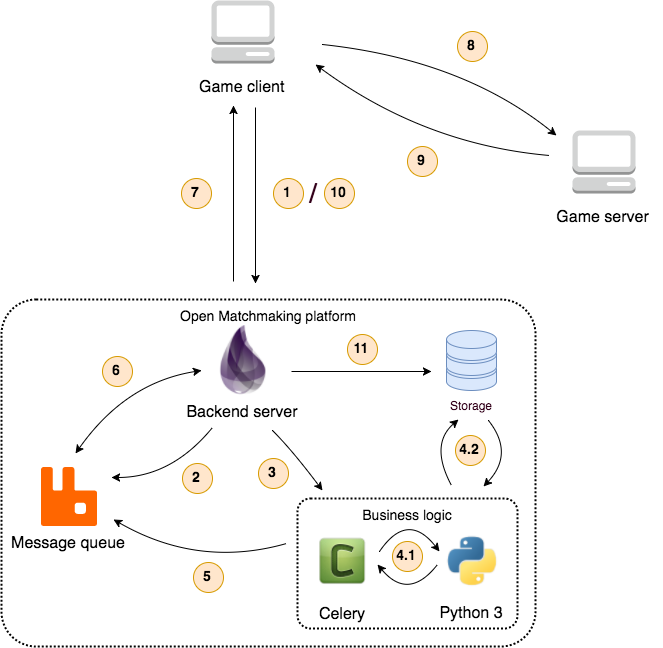 Game client
8
9
Game server
7
1 / 10
Open Matchmaking platform
11
6
Backend server
Storage
4.2
2
3
Business logic
Message queue
C
4.1
5
Celery
Python 3